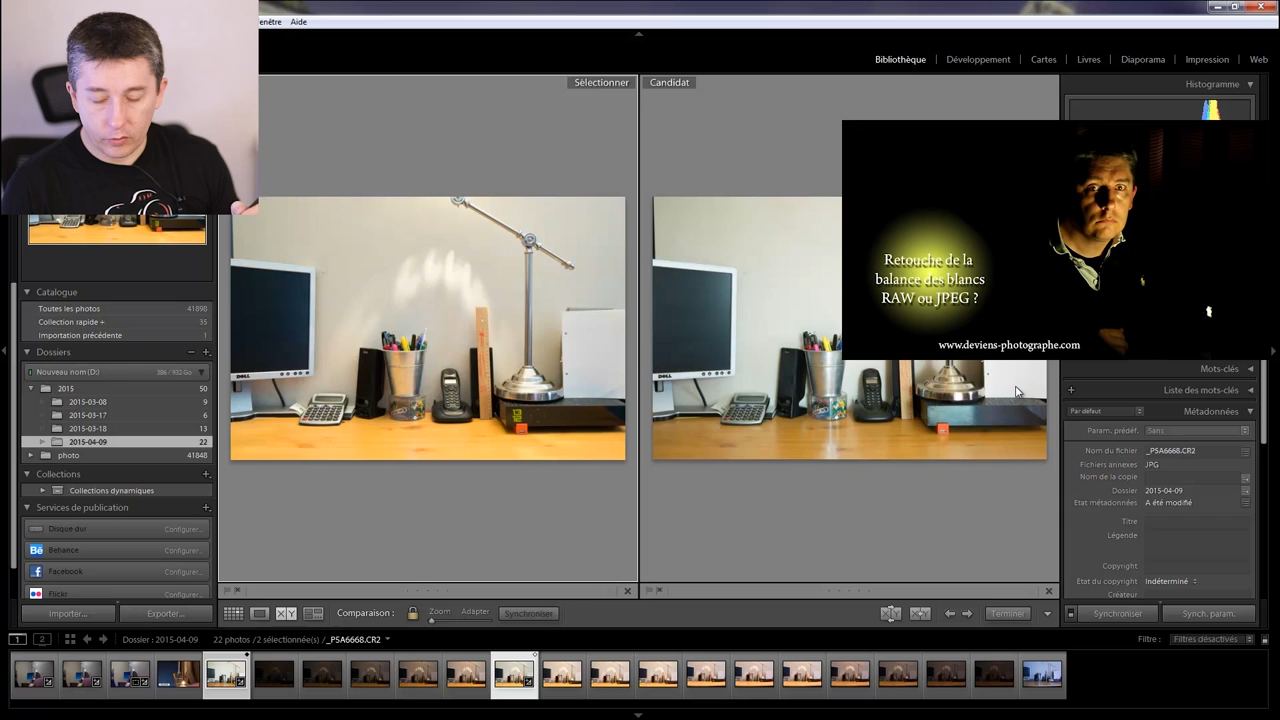 enêtre Aide
Bibliothèque | Développement | Cartes | Livres | Diaporama | Impression | Web
Sélectionner
Candidat
Histogramme
Retouche de la
balance des blancs
RAW ou JPEG ?
www.deviens-photographe.com
DELL
DELL
Catalogue
Toutes les photos 41898
Collection rapide + 35
Importation précédente 1
Dossiers
Nouveau nom (D:) 386 / 932 Go
2015 50
2015-03-08 9
2015-03-17 6
2015-03-18 13
2015-04-09 22
photo 41848
Collections
Collections dynamiques
Services de publication
Disque dur Configurer...
Behance Configurer...
Facebook Configurer...
Flickr Configurer...
Importer... Exporter...
Mots-clés
Liste des mots-clés
Par défaut Métadonnées
Param. prédéf. Sans
Nom du fichier _P5A6668.CR2
Fichiers annexes JPG
Nom de la copie
Dossier 2015-04-09
Etat métadonnées A été modifié
Titre
Légende
Copyright
Etat du copyright Indéterminé
Créateur
Comparaison : Zoom Adapter Synchroniser
Terminer
Synchroniser Synch. param.
1 2 Dossier : 2015-04-09 22 photos /2 sélectionnée(s) /_P5A6668.CR2
Filtre : Filtres désactivés